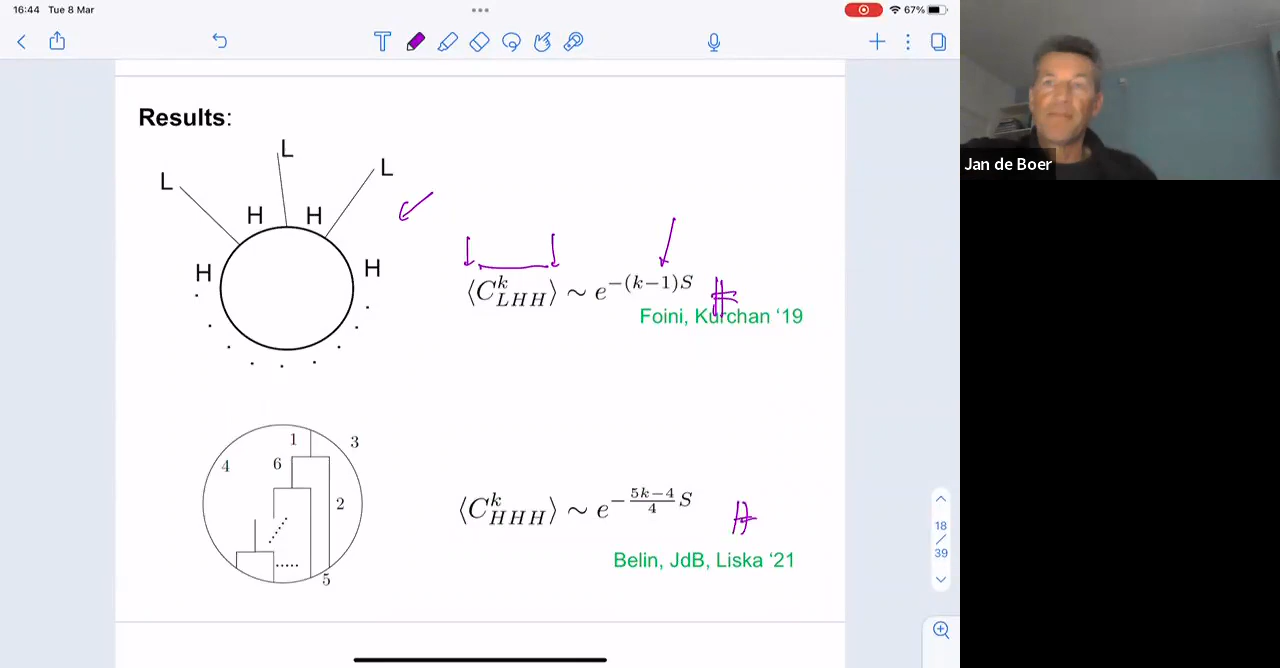 16:44 Tue 8 Mar
67%
Jan de Boer
Results:
L
L
L
H H
H
H
⟨C^k_{LHH}⟩ ∼ e^{-(k-1)S}
Foini, Kurchan '19
1
3
4
6
2
5
⟨C^k_{HHH}⟩ ∼ e^{-\frac{5k-4}{4}S}
Belin, JdB, Liska '21
18
/
39